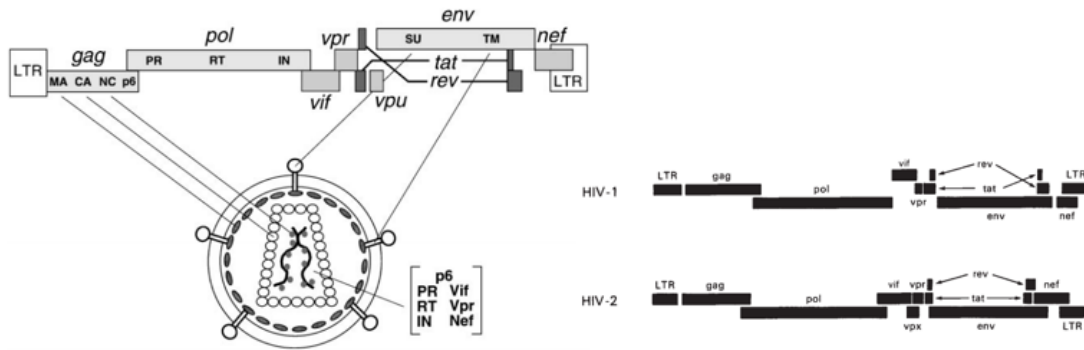 env
pol
vpr
SU
TM
nef
gag
PR RT IN
LTR
tat
LTR
MA CA NC p6
rev
vif
vpu
p6
PR Vif
RT Vpr
IN Nef
vif
rev
LTR
gag
LTR
HIV-1
tat
pol
vpr
env
nef
rev
LTR
gag
vif
vpr
nef
HIV-2
tat
pol
vpx
env
LTR